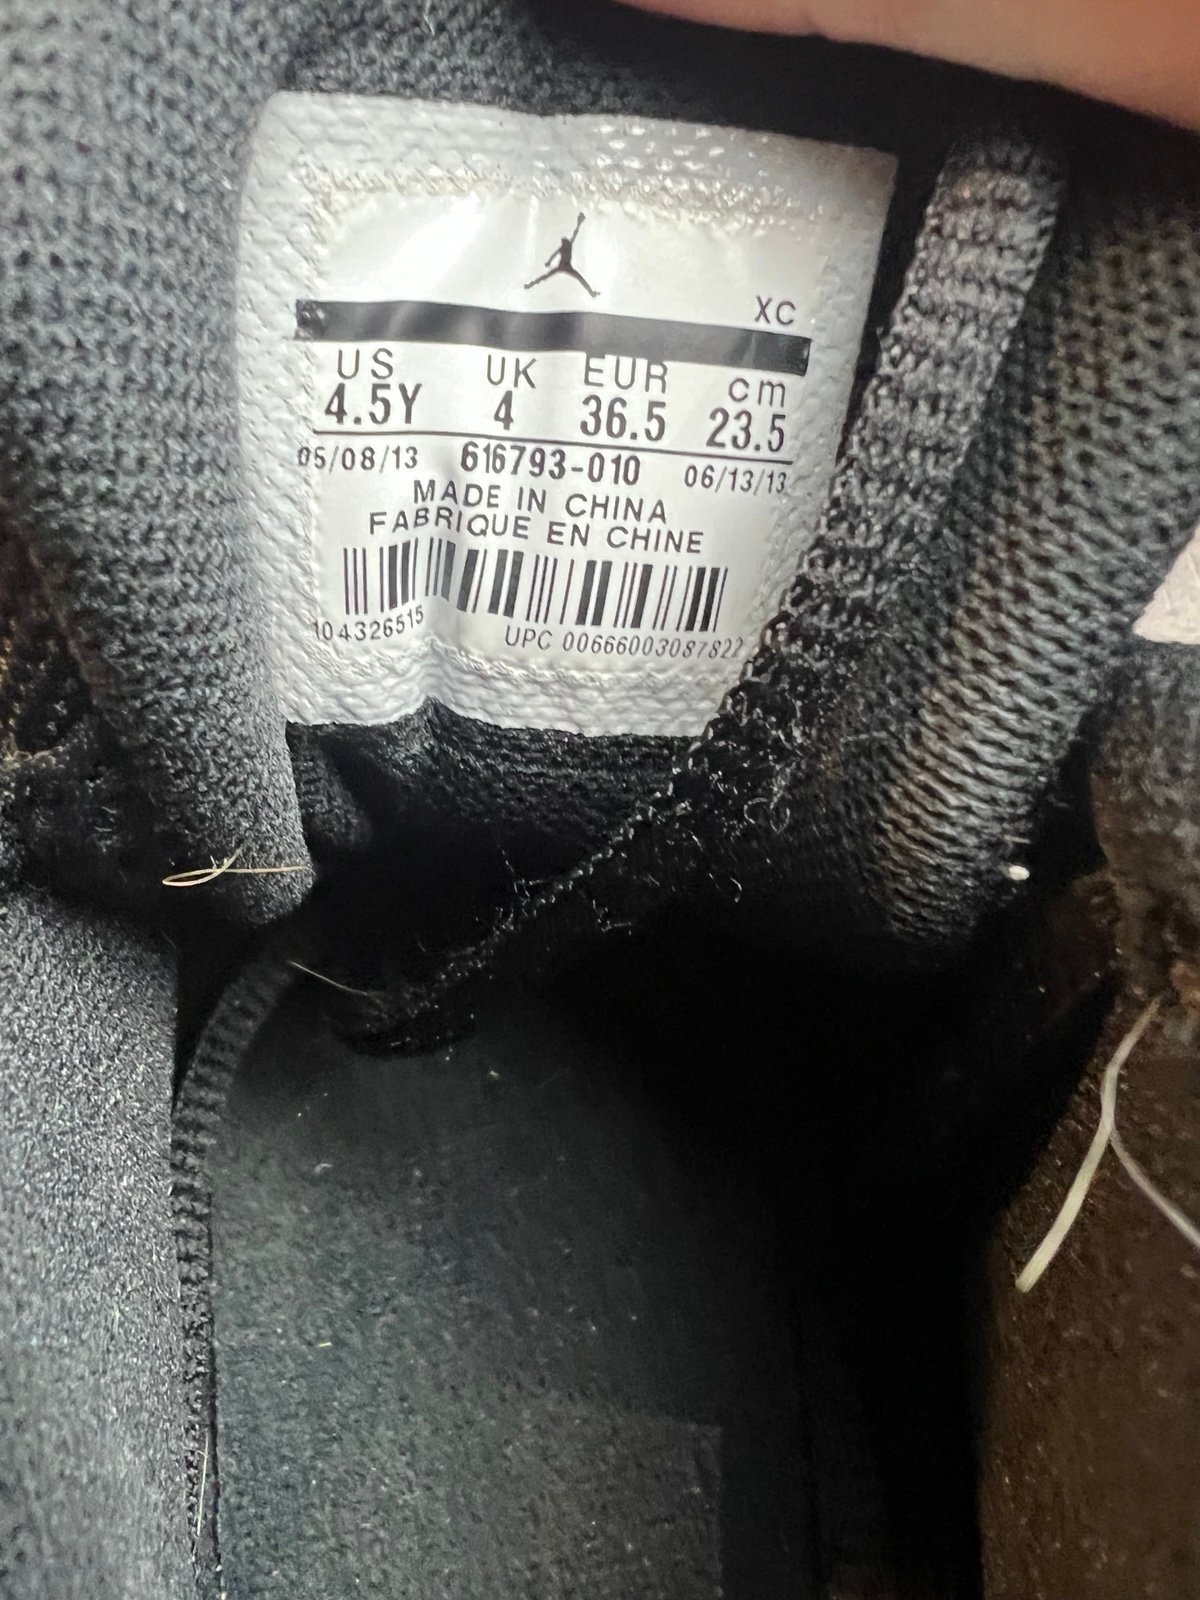 XC
US UK EUR cm
4.5Y 4 36.5 23.5
05/08/13 616793-010 06/13/13
MADE IN CHINA
FABRIQUE EN CHINE
104326515 UPC 00666003087822